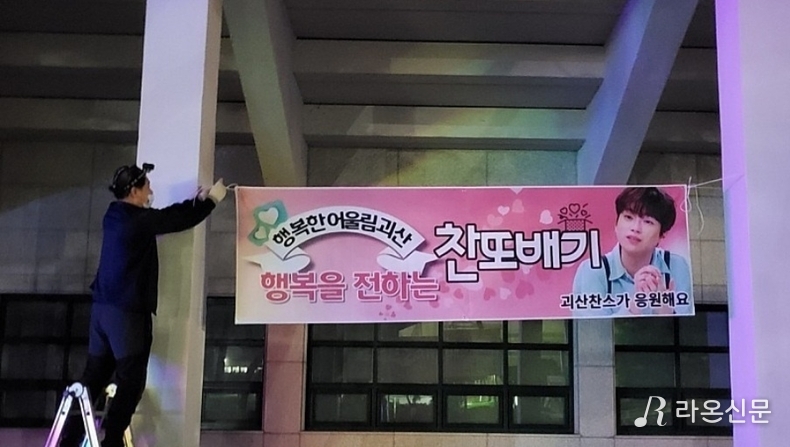 행복한어울림괴산
행복을 전하는 찬또배기
괴산찬스가 응원해요
라온신문